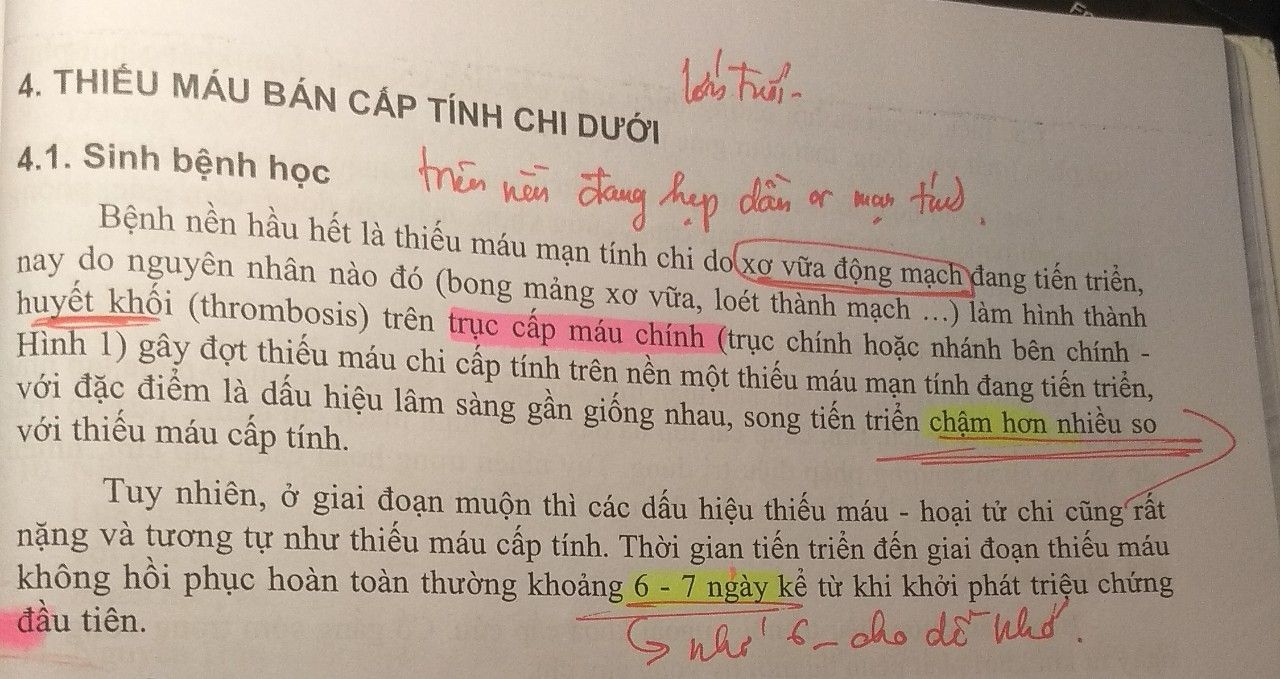 lớn tuổi -
4. THIẾU MÁU BÁN CẤP TÍNH CHI DƯỚI
4.1. Sinh bệnh học
trên nền đang hẹp dần or mạn tính.
Bệnh nền hầu hết là thiếu máu mạn tính chi do xơ vữa động mạch đang tiến triển,
nay do nguyên nhân nào đó (bong mảng xơ vữa, loét thành mạch ...) làm hình thành
huyết khối (thrombosis) trên trục cấp máu chính (trục chính hoặc nhánh bên chính -
Hình 1) gây đợt thiếu máu chi cấp tính trên nền một thiếu máu mạn tính đang tiến triển,
với đặc điểm là dấu hiệu lâm sàng gần giống nhau, song tiến triển chậm hơn nhiều so
với thiếu máu cấp tính.
Tuy nhiên, ở giai đoạn muộn thì các dấu hiệu thiếu máu - hoại tử chi cũng rất
nặng và tương tự như thiếu máu cấp tính. Thời gian tiến triển đến giai đoạn thiếu máu
không hồi phục hoàn toàn thường khoảng 6 - 7 ngày kể từ khi khởi phát triệu chứng
đầu tiên.
nhớ 6 - cho dễ nhớ.